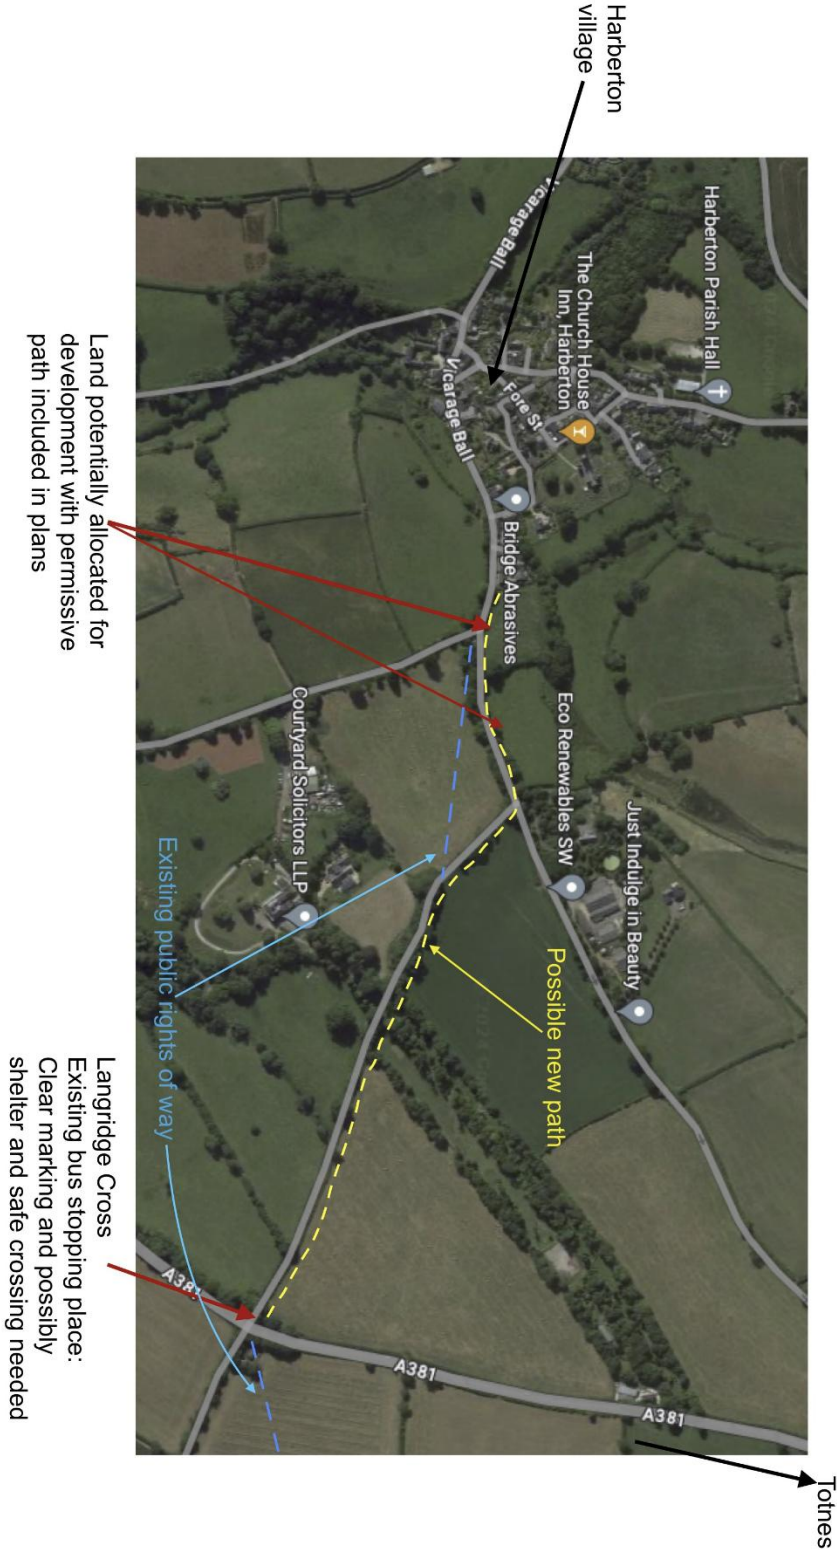 Harberton
village
Totnes
Harberton Parish Hall
The Church House
Inn, Harberton
Vicarage Ball
Fore St
Vicarage Ball
Bridge Abrasives
Eco Renewables SW
Just Indulge in Beauty
Possible new path
Courtyard Solicitors LLP
Existing public rights of way
A381
A381
A381
Land potentially allocated for
development with permissive
path included in plans
Langridge Cross
Existing bus stopping place:
Clear marking and possibly
shelter and safe crossing needed